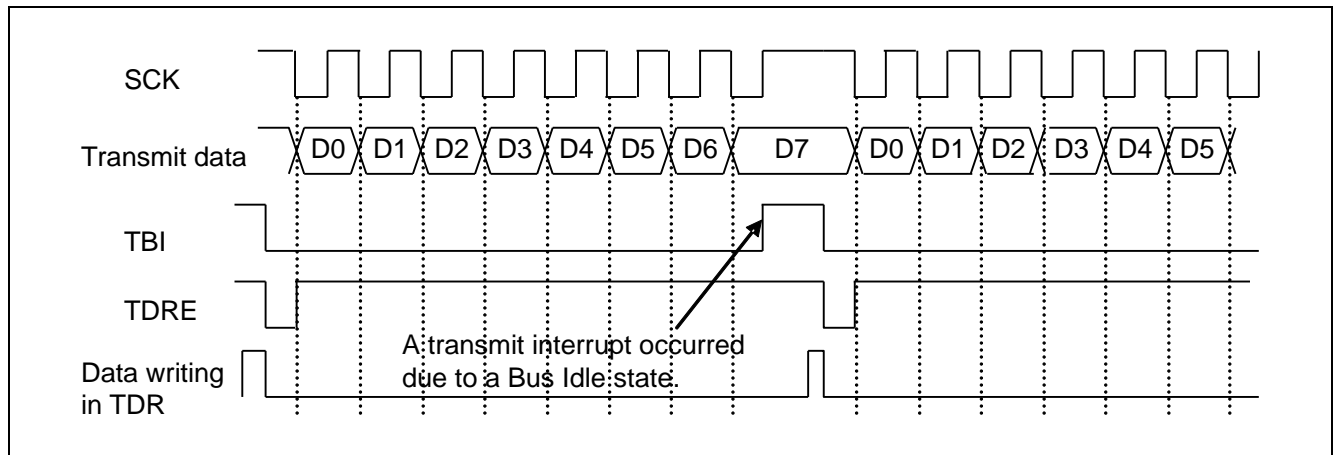 SCK
Transmit data
D0 D1 D2 D3 D4 D5 D6 D7 D0 D1 D2 D3 D4 D5
TBI
TDRE
A transmit interrupt occurred
due to a Bus Idle state.
Data writing
in TDR